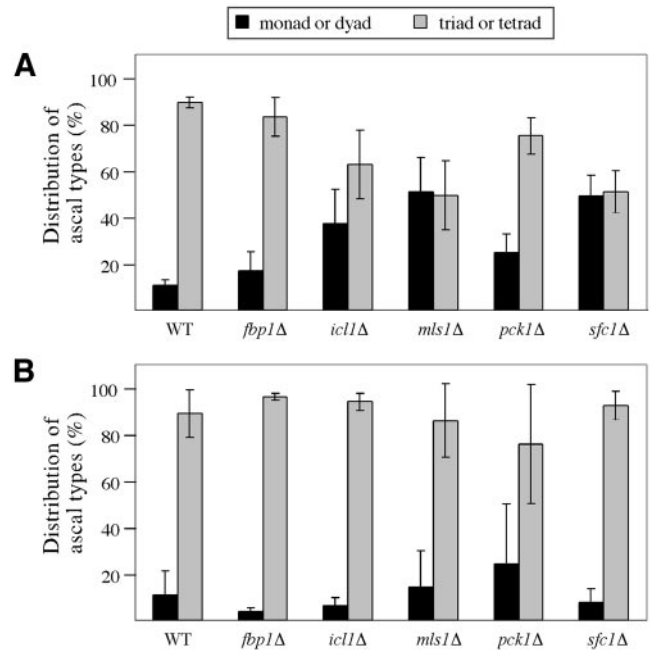 monad or dyad triad or tetrad
A
Distribution of
ascal types (%)
100
80
60
40
20
WT fbp1Δ icl1Δ mls1Δ pck1Δ sfc1Δ
B
Distribution of
ascal types (%)
100
80
60
40
20
WT fbp1Δ icl1Δ mls1Δ pck1Δ sfc1Δ